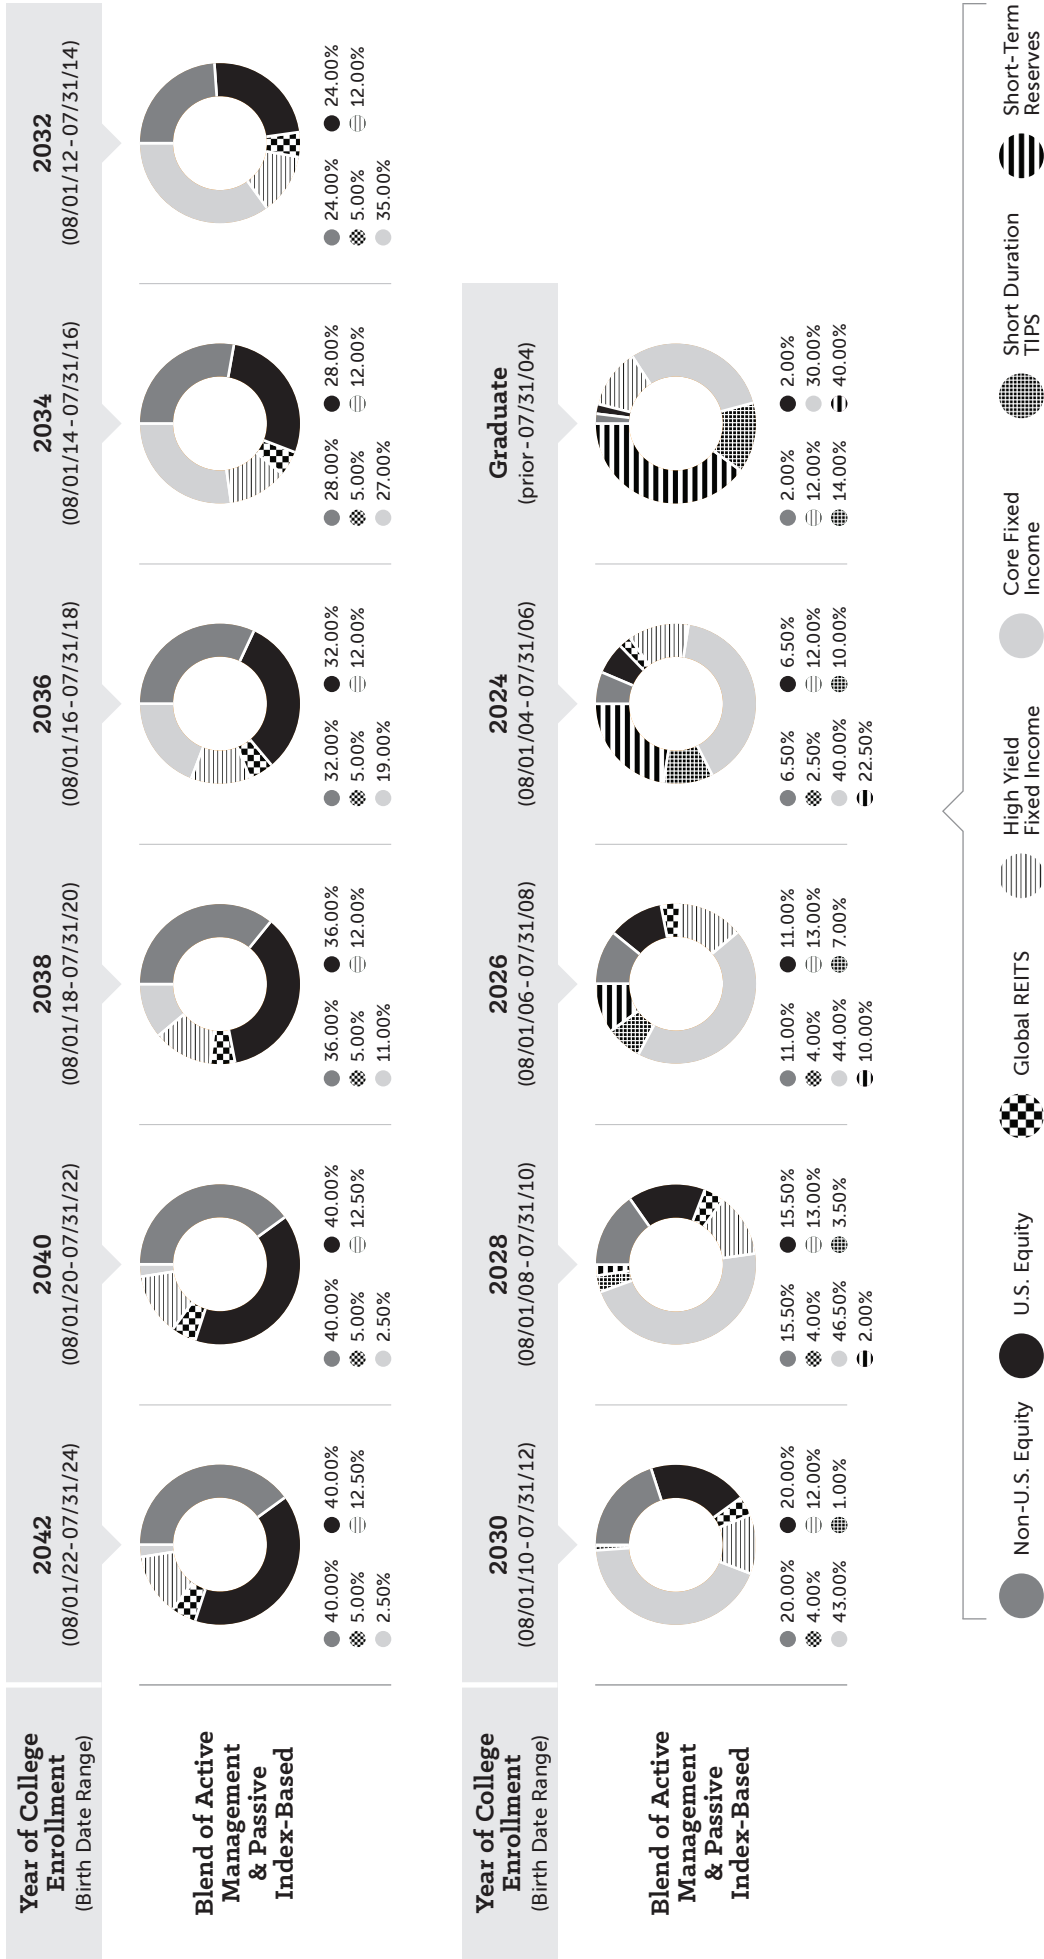 Year of College
Enrollment
(Birth Date Range)
2042
(08/01/22-07/31/24)
2040
(08/01/20-07/31/22)
2038
(08/01/18-07/31/20)
2036
(08/01/16-07/31/18)
2034
(08/01/14-07/31/16)
2032
(08/01/12-07/31/14)
Blend of Active
Management
& Passive
Index-Based
40.00% 40.00%
5.00% 12.50%
2.50%
40.00% 40.00%
5.00% 12.50%
2.50%
36.00% 36.00%
5.00% 12.00%
11.00%
32.00% 32.00%
5.00% 12.00%
19.00%
28.00% 28.00%
5.00% 12.00%
27.00%
24.00% 24.00%
5.00% 12.00%
35.00%
Year of College
Enrollment
(Birth Date Range)
2030
(08/01/10-07/31/12)
2028
(08/01/08-07/31/10)
2026
(08/01/06-07/31/08)
2024
(08/01/04-07/31/06)
Graduate
(prior-07/31/04)
Blend of Active
Management
& Passive
Index-Based
20.00% 20.00%
4.00% 12.00%
43.00% 1.00%
15.50% 15.50%
4.00% 13.00%
46.50% 3.50%
2.00%
11.00% 11.00%
4.00% 13.00%
44.00% 7.00%
10.00%
6.50% 6.50%
2.50% 12.00%
40.00% 10.00%
22.50%
2.00% 2.00%
12.00% 30.00%
14.00% 40.00%
Non-U.S. Equity
U.S. Equity
Global REITS
High Yield
Fixed Income
Core Fixed
Income
Short Duration
TIPS
Short-Term
Reserves